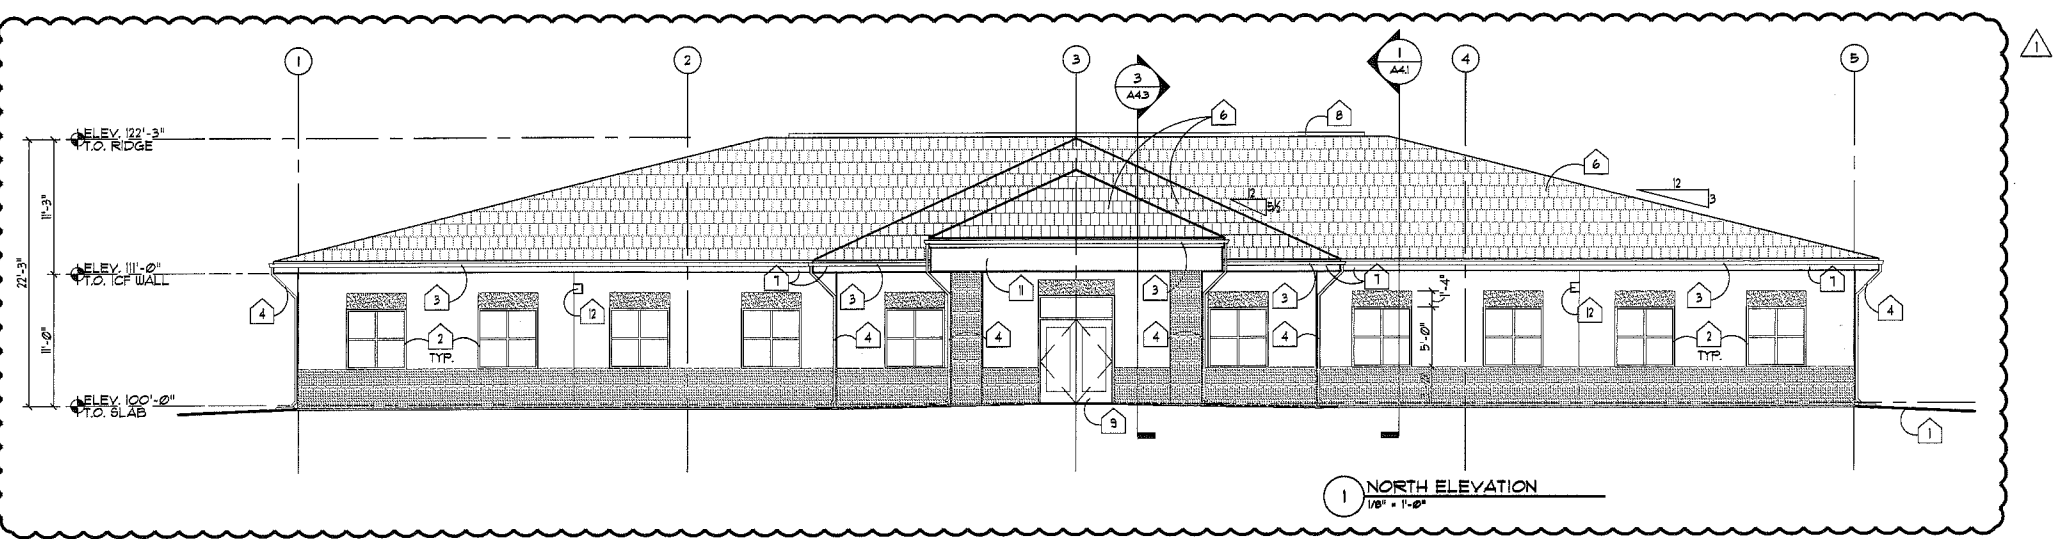 1
1 2 3 4 5
1
A4.1
3
A4.3
6 8
ELEV. 122'-3"
T.O. RIDGE
6
12
3
12
5½
11'-3"
22'-3"
ELEV. 111'-0"
T.O. ICF WALL
7 7 7
4 3 12 3 11 3 3 12 3 4
1'-4"
2 4 4 4 4 2
TYP. TYP.
5'-0"
11'-0"
ELEV. 100'-0"
T.O. SLAB
9 1
1 NORTH ELEVATION
1/8" = 1'-0"